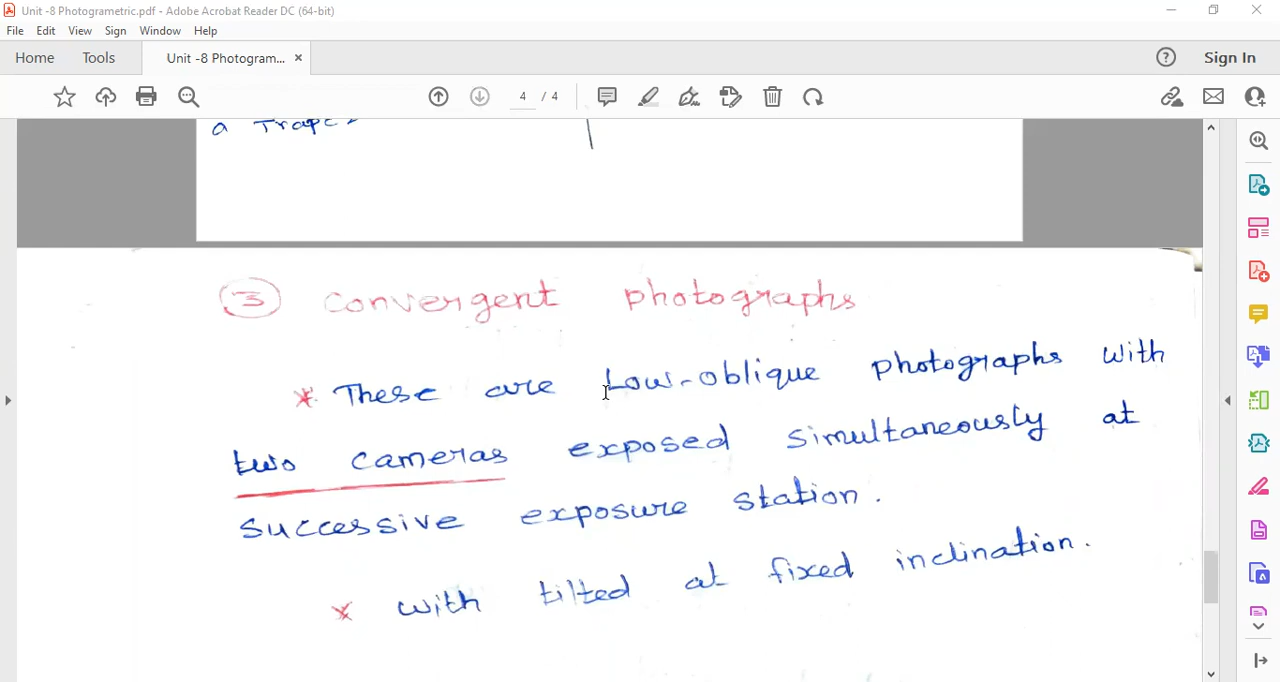 Unit -8 Photogrametric.pdf - Adobe Acrobat Reader DC (64-bit)
File Edit View Sign Window Help
Home Tools Unit -8 Photogram... × Sign In
4 / 4
a
③ convergent photographs
* These are Low-oblique photographs with
two cameras exposed simultaneously at
successive exposure station.
* with tilted at fixed inclination.